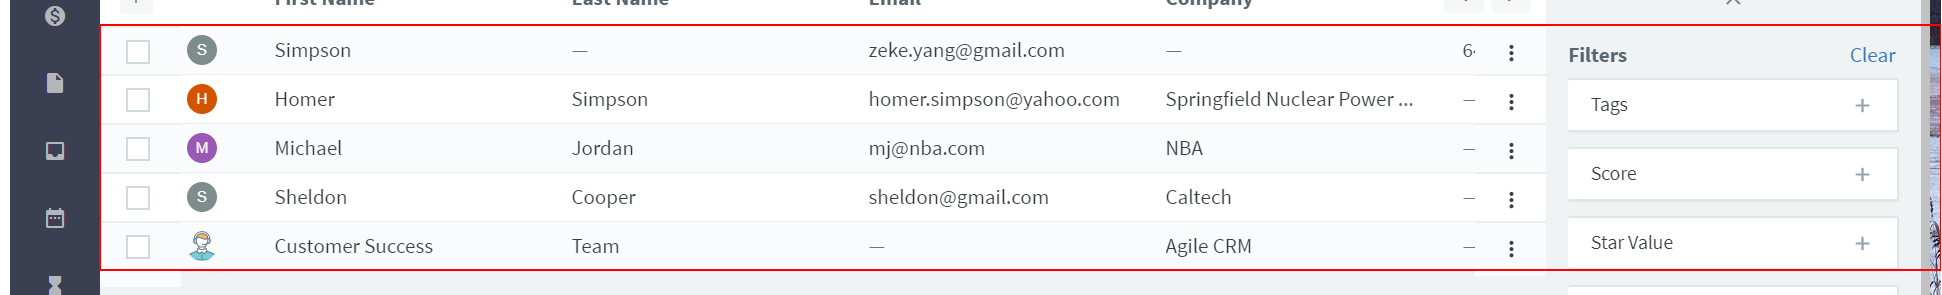 First Name Last Name Email Company
S Simpson — zeke.yang@gmail.com —
H Homer Simpson homer.simpson@yahoo.com Springfield Nuclear Power ... —
M Michael Jordan mj@nba.com NBA —
S Sheldon Cooper sheldon@gmail.com Caltech —
Customer Success Team — Agile CRM —
Filters Clear
Tags +
Score +
Star Value +